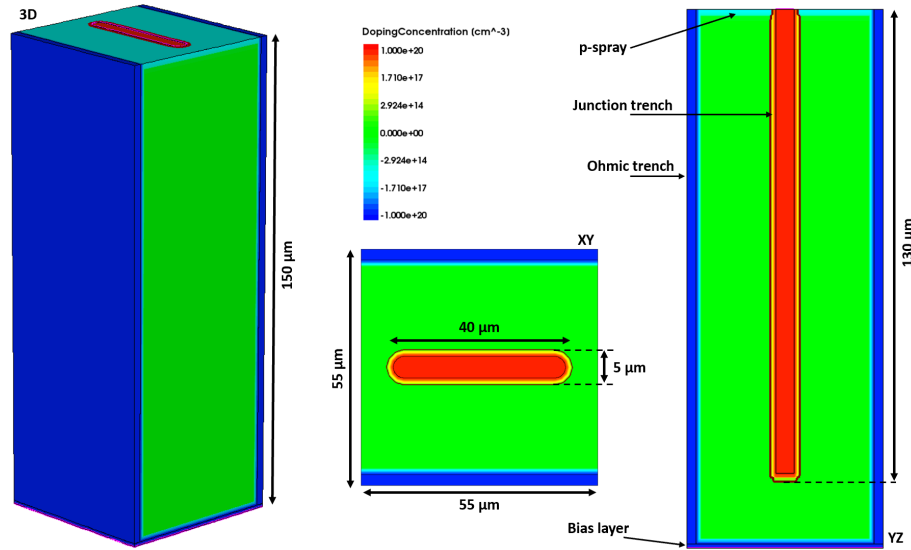 3D
150 µm
DopingConcentration (cm^-3)
1.000e+20
1.710e+17
2.924e+14
0.000e+00
-2.924e+14
-1.710e+17
-1.000e+20
XY
40 µm
5 µm
55 µm
55 µm
p-spray
Junction trench
Ohmic trench
130 µm
Bias layer
YZ